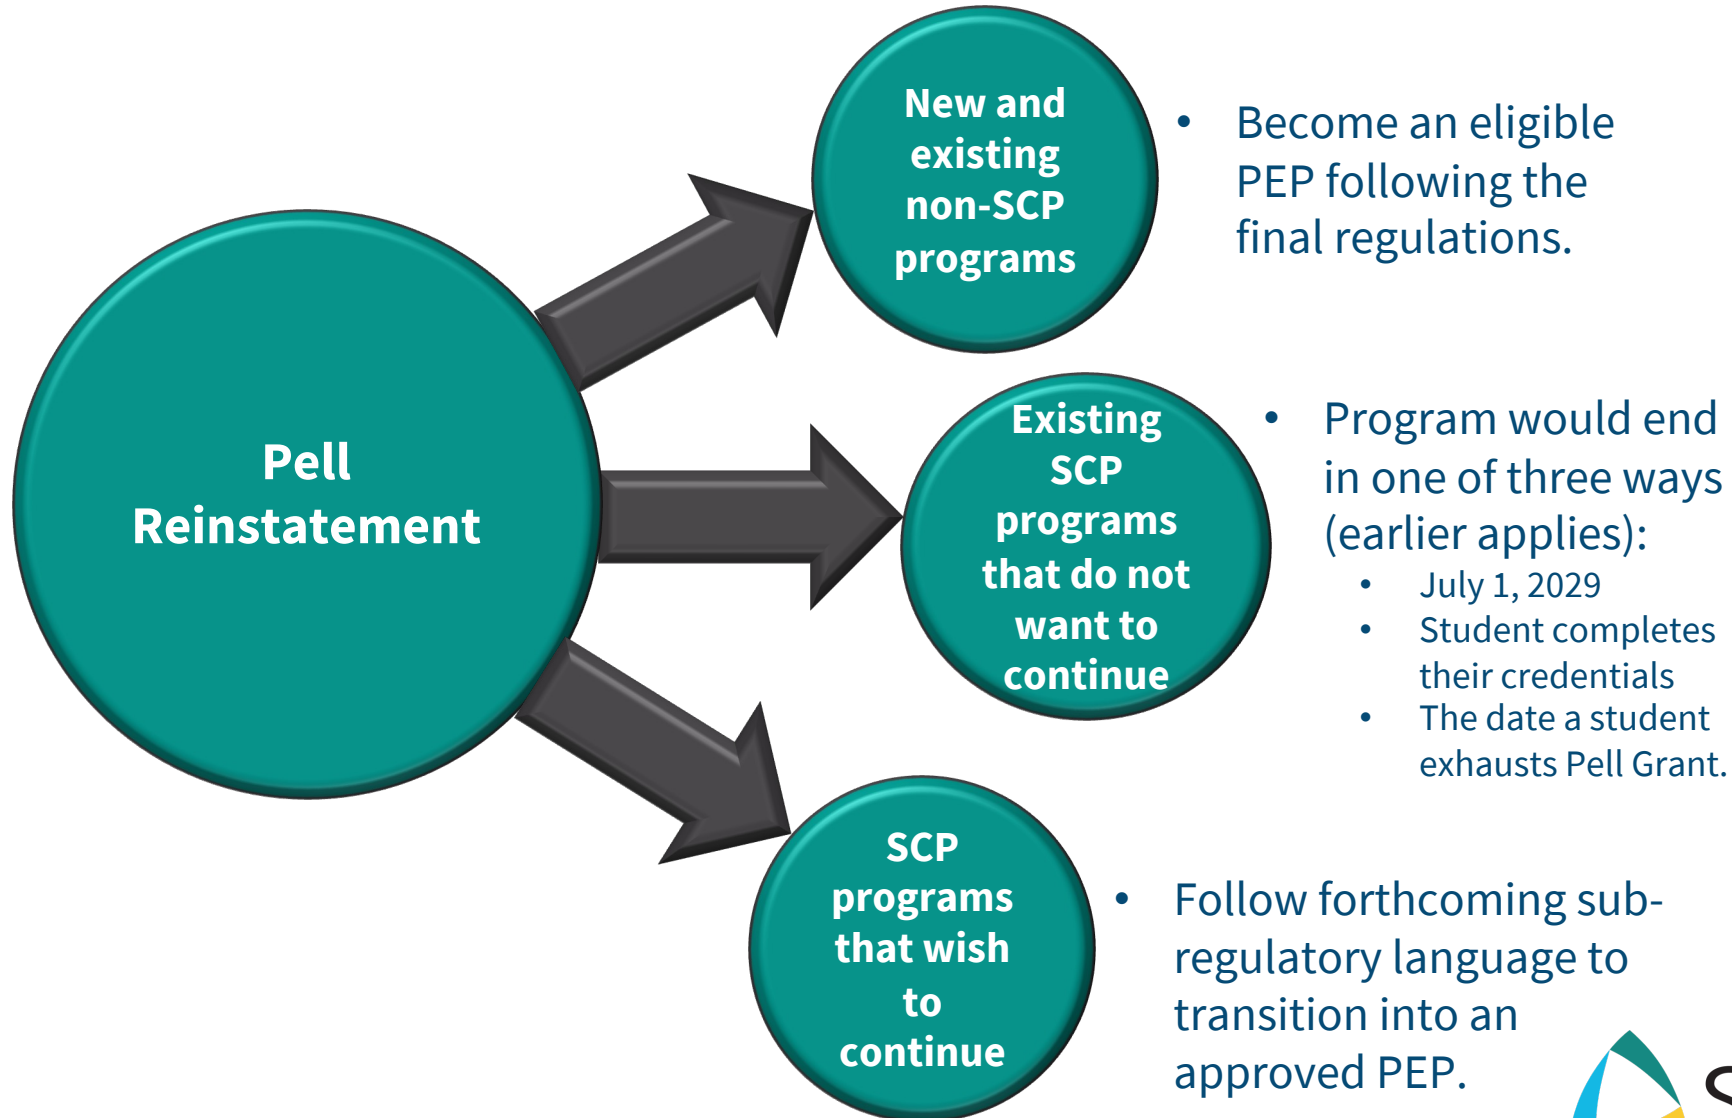 Pell
Reinstatement
New and
existing
non-SCP
programs
• Become an eligible
PEP following the
final regulations.
Existing
SCP
programs
that do not
want to
continue
• Program would end
in one of three ways
(earlier applies):
• July 1, 2029
• Student completes
their credentials
• The date a student
exhausts Pell Grant.
SCP
programs
that wish
to
continue
• Follow forthcoming sub-
regulatory language to
transition into an
approved PEP.